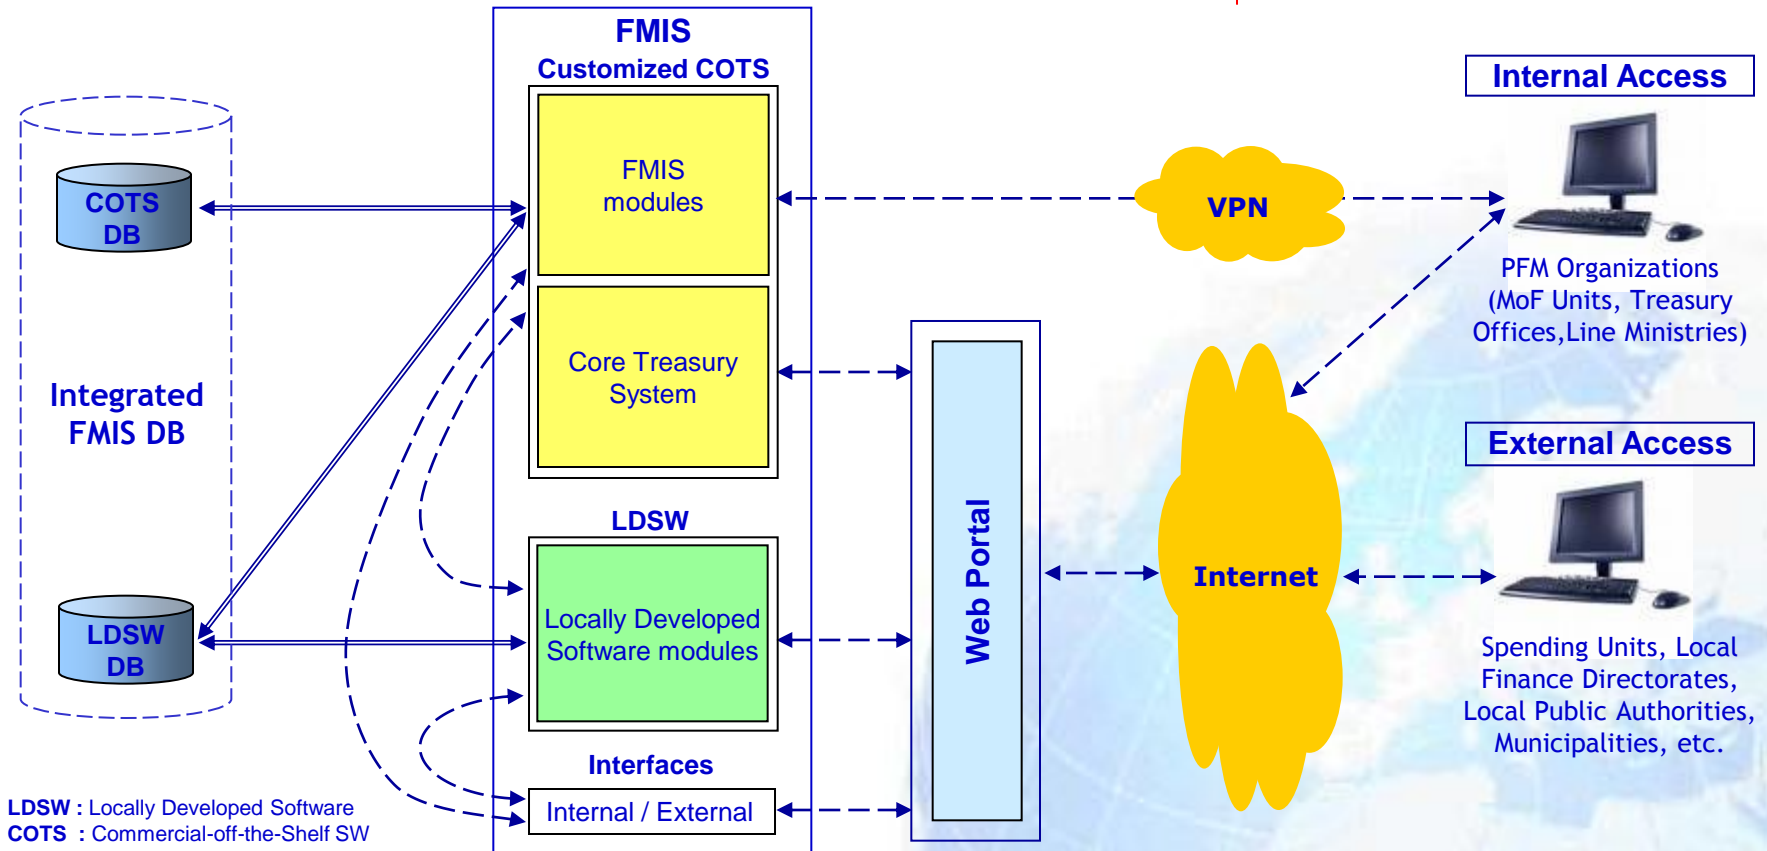 FMIS
Customized COTS
FMIS
modules
Core Treasury
System
LDSW
Locally Developed
Software modules
Interfaces
Internal / External
COTS
DB
Integrated
FMIS DB
LDSW
DB
LDSW : Locally Developed Software
COTS : Commercial-off-the-Shelf SW
Web Portal
VPN
Internet
Internal Access
PFM Organizations
(MoF Units, Treasury
Offices,Line Ministries)
External Access
Spending Units, Local
Finance Directorates,
Local Public Authorities,
Municipalities, etc.